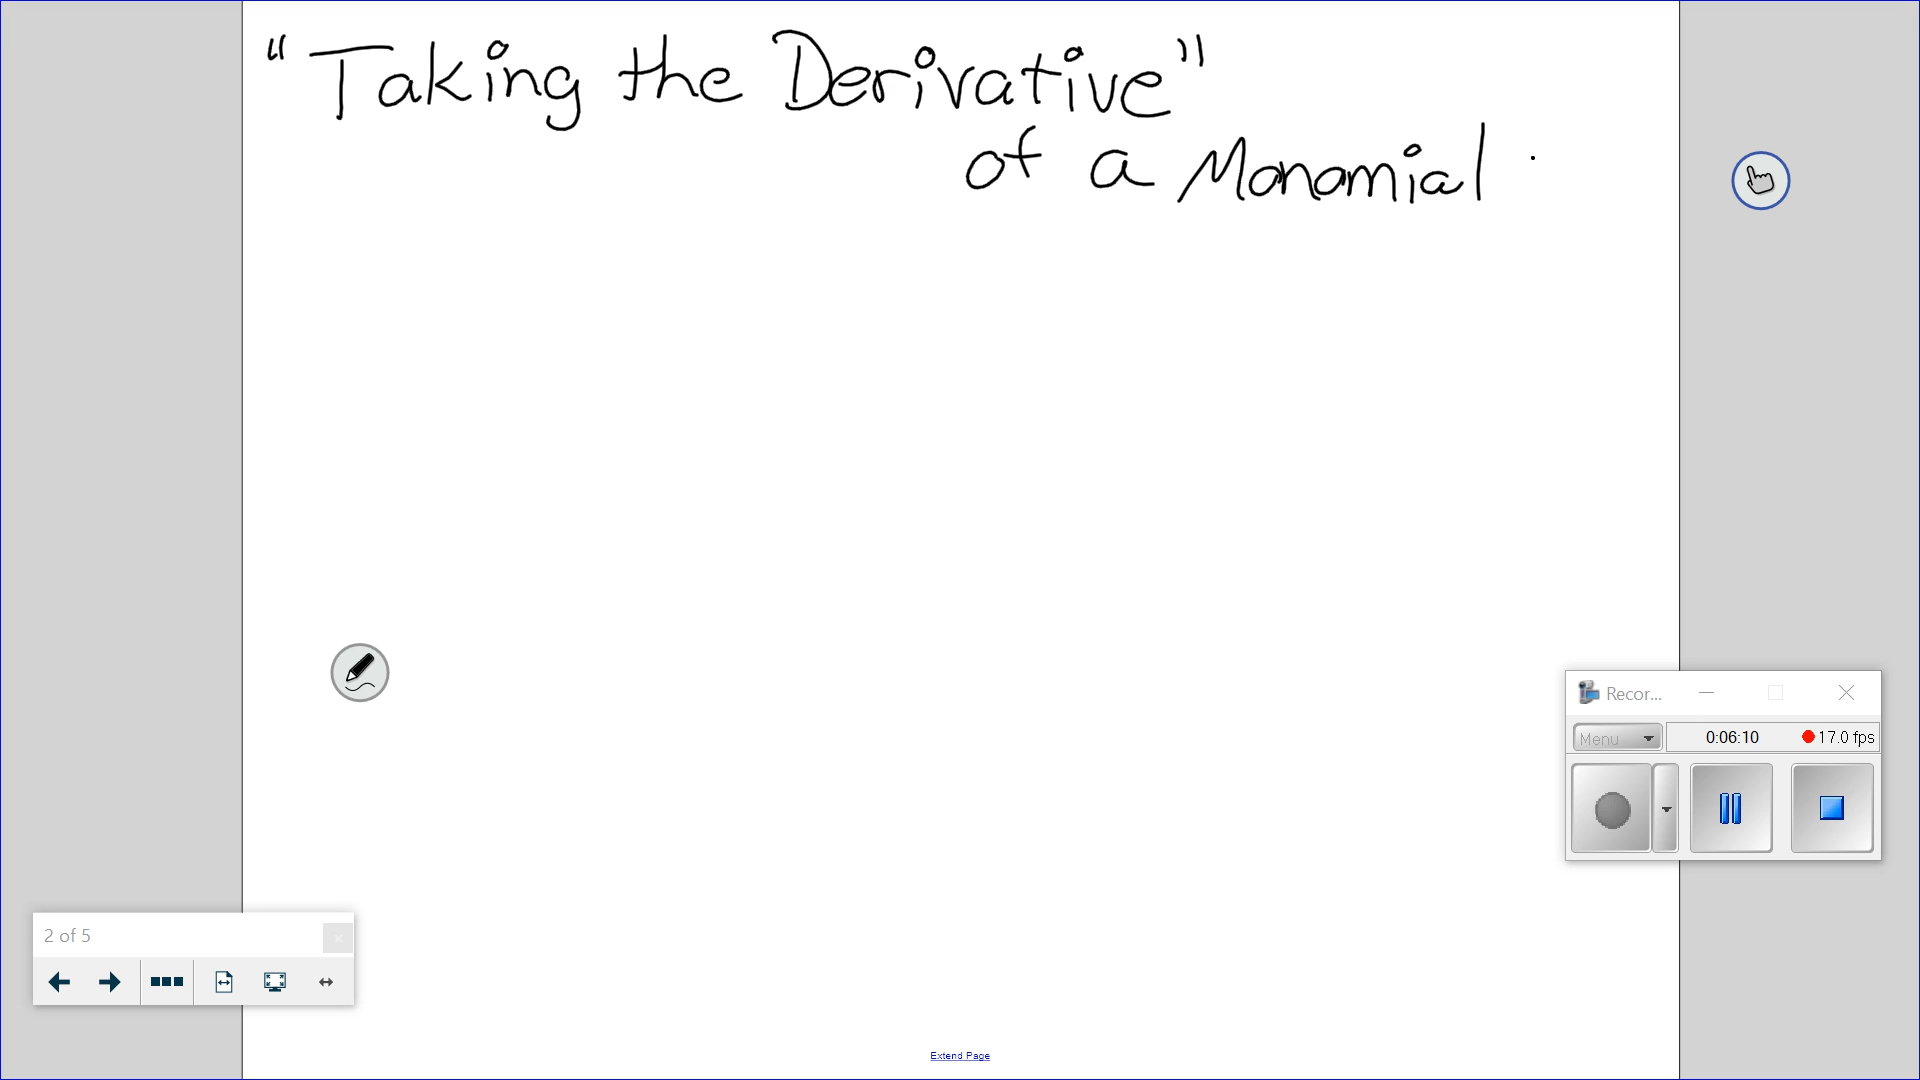 "Taking the Derivative"
of a Monomial .
Recor...
Menu
0:06:10
17.0 fps
2 of 5
Extend Page